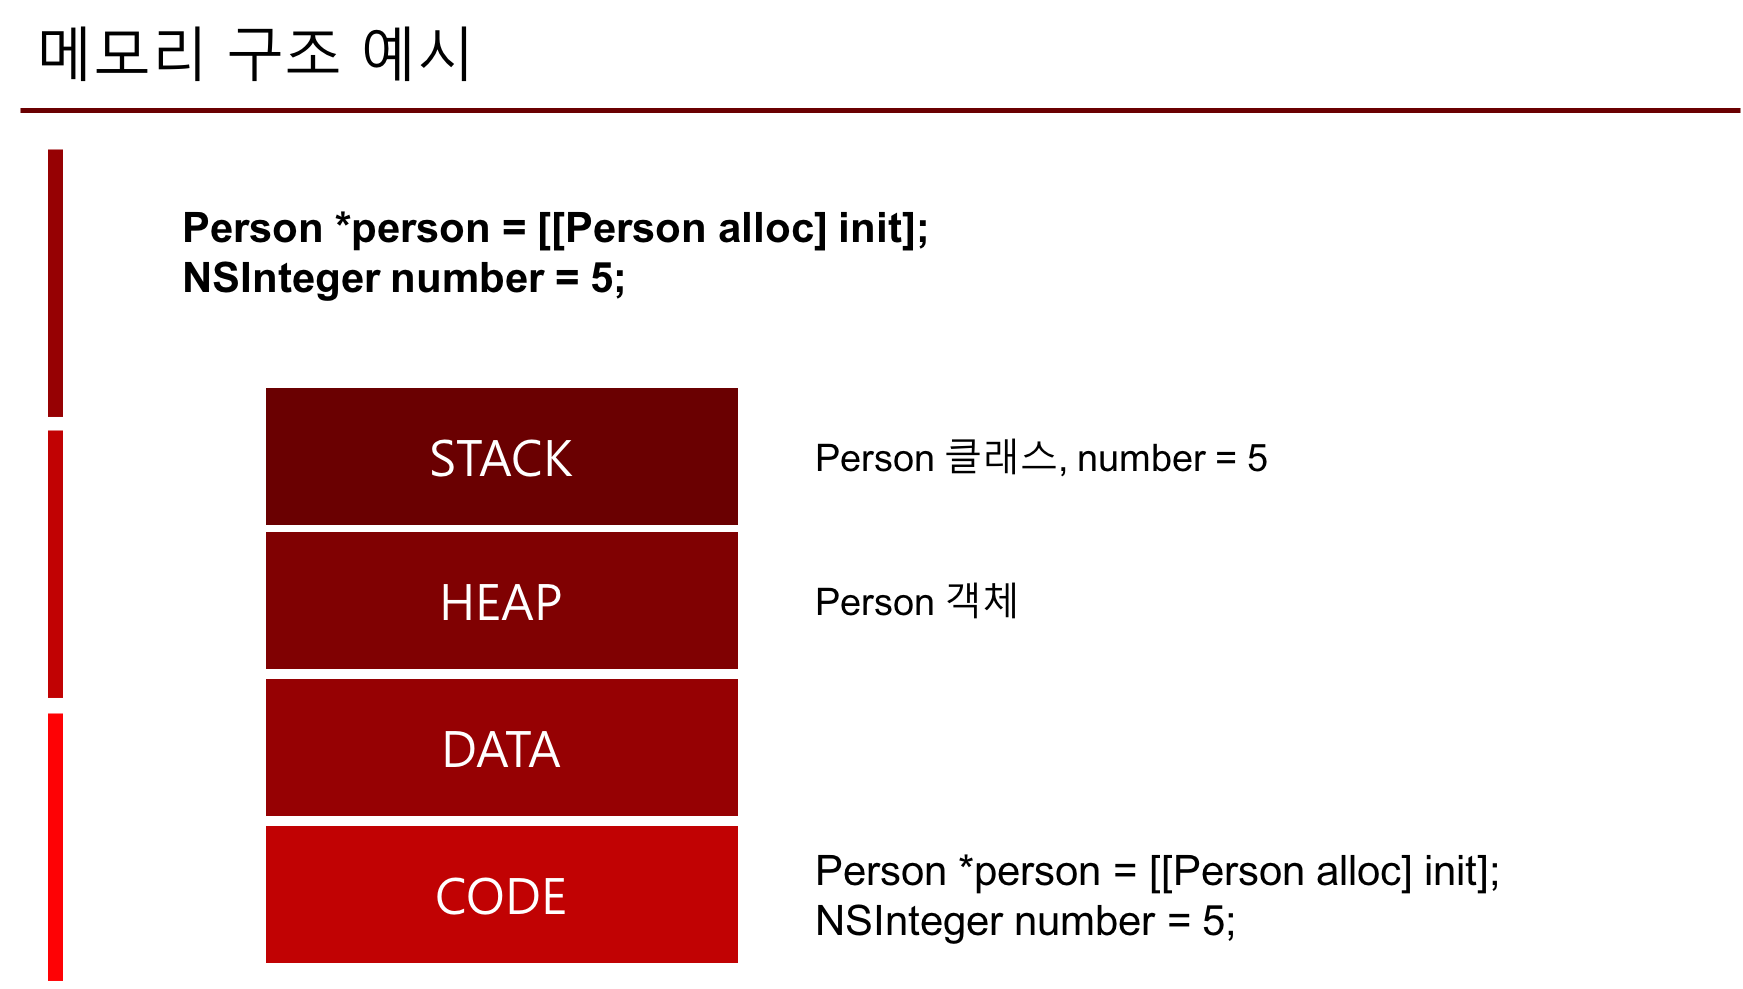 메모리 구조 예시
Person *person = [[Person alloc] init];
NSInteger number = 5;
STACK
Person 클래스, number = 5
HEAP
Person 객체
DATA
CODE
Person *person = [[Person alloc] init];
NSInteger number = 5;